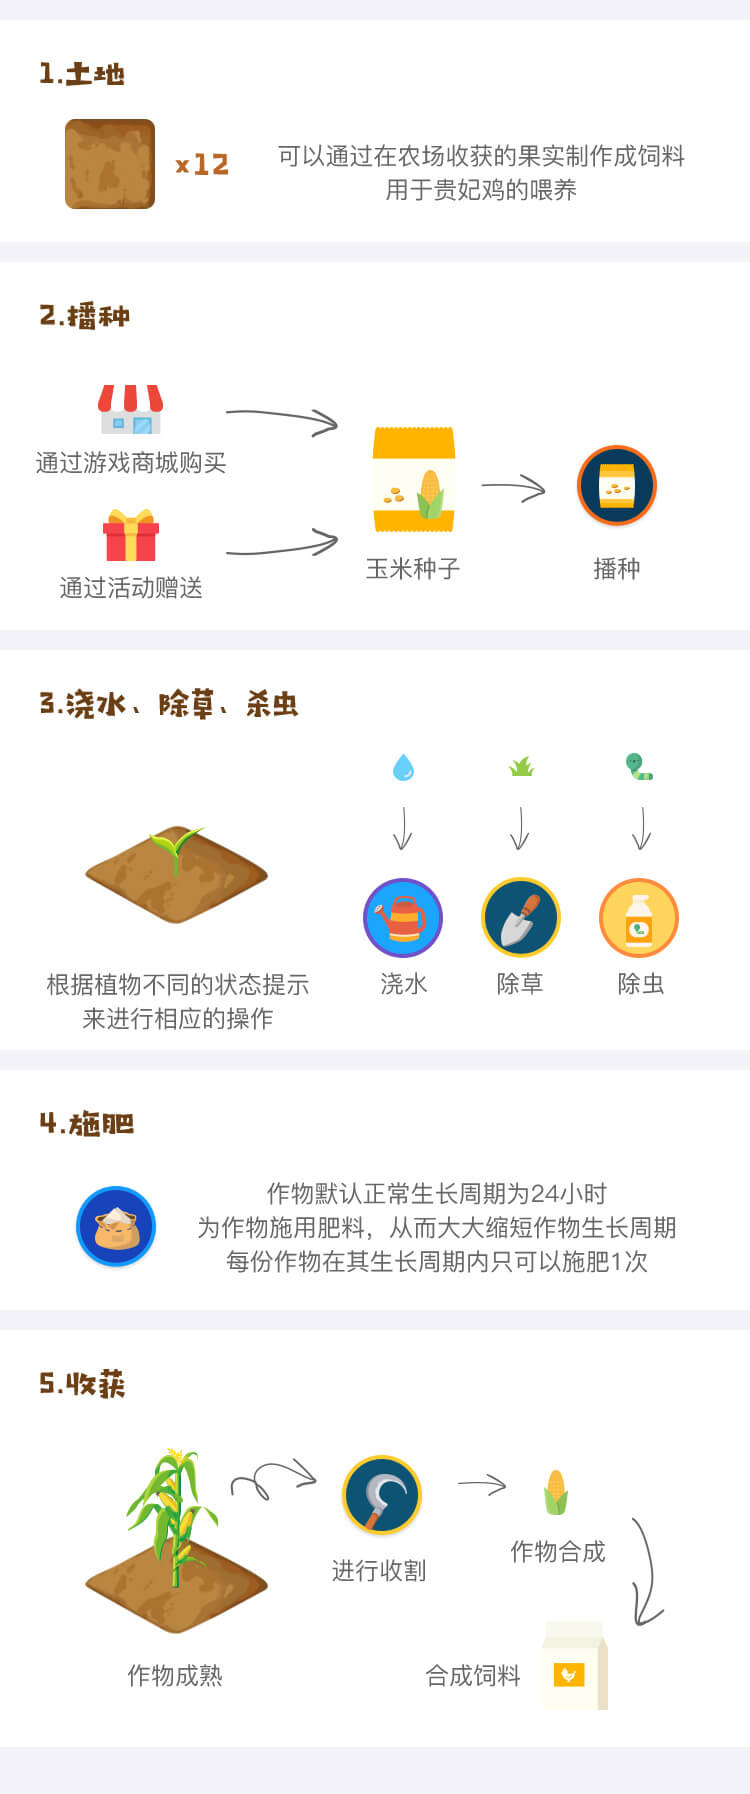 1.土地
x12
可以通过在农场收获的果实制作成饲料
用于贵妃鸡的喂养
2.播种
通过游戏商城购买
通过活动赠送
玉米种子
播种
3.浇水、除草、杀虫
根据植物不同的状态提示
来进行相应的操作
浇水
除草
除虫
4.施肥
作物默认正常生长周期为24小时
为作物施用肥料，从而大大缩短作物生长周期
每份作物在其生长周期内只可以施肥1次
5.收获
进行收割
作物合成
作物成熟
合成饲料